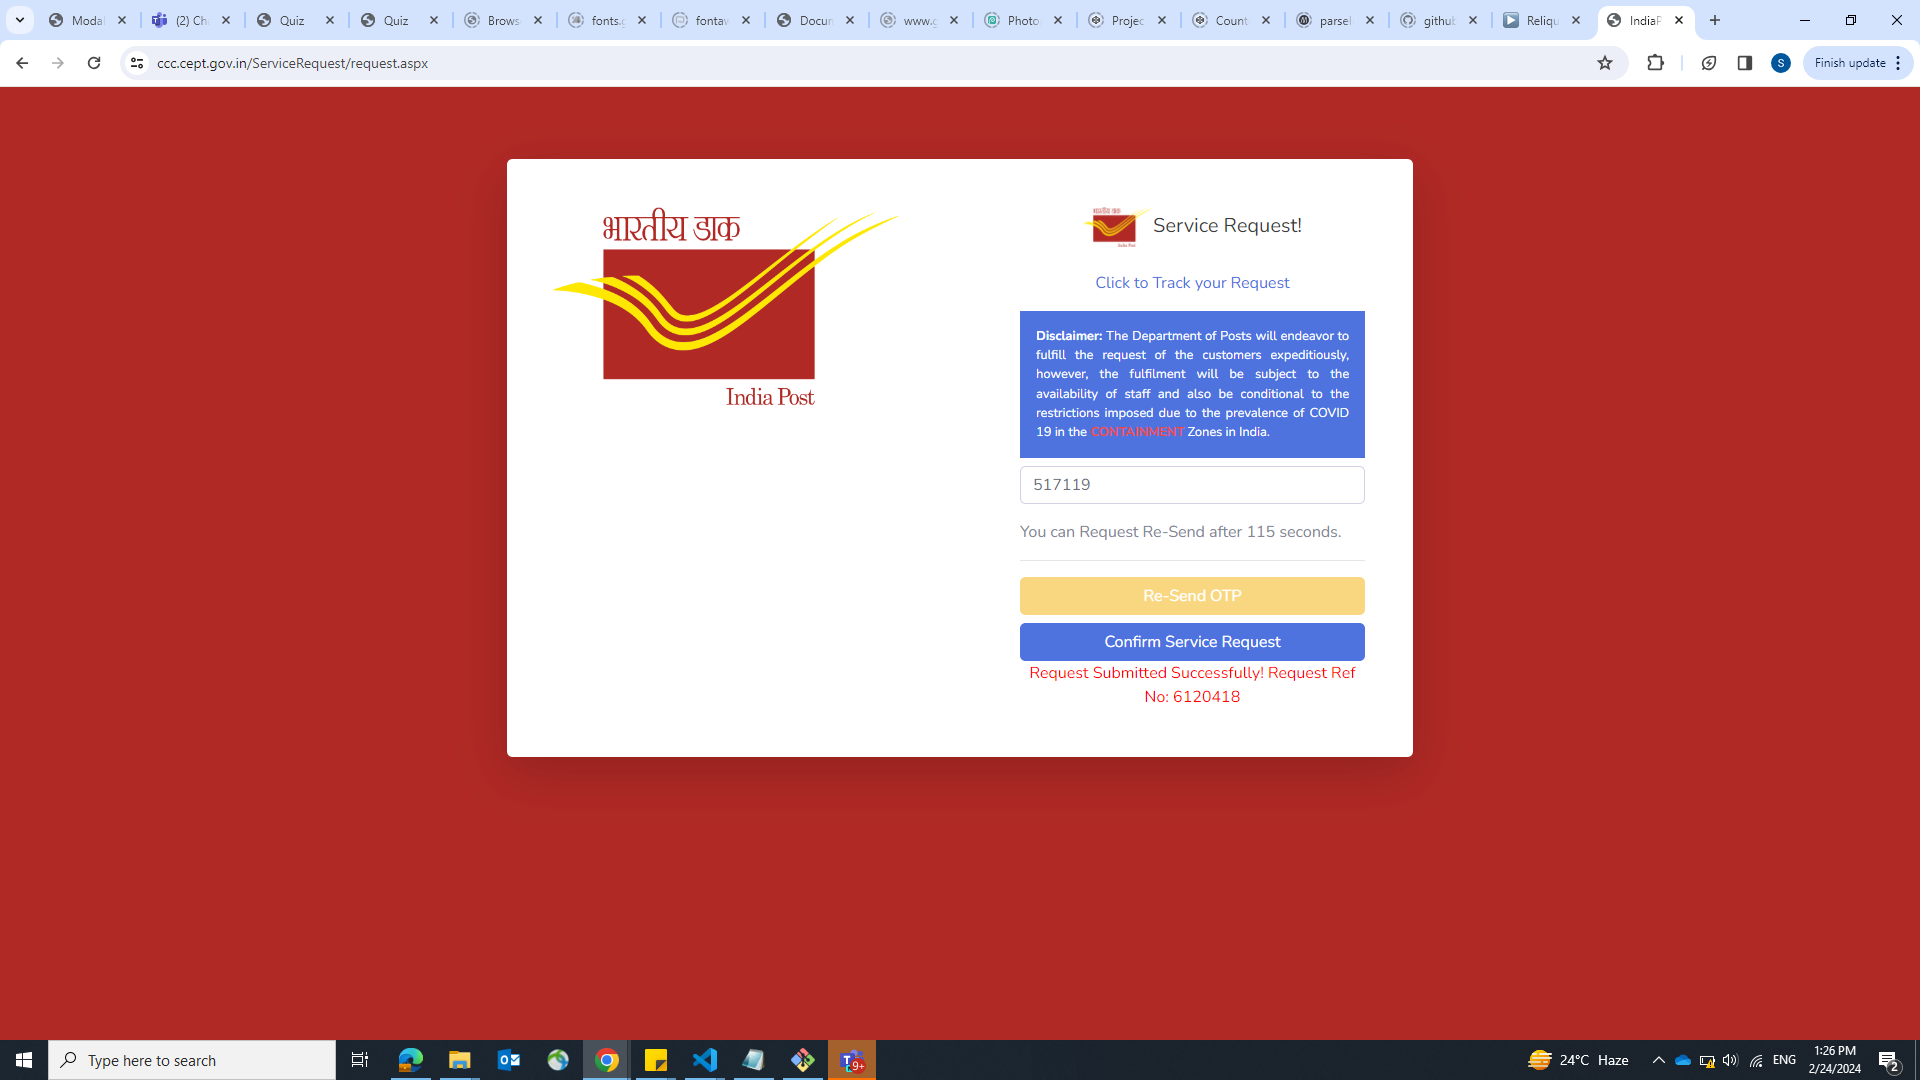 Modal
(2) Ch
Quiz
Quiz
Brows
fonts.g
fontaw
Docum
www.g
Photo
Projec
Count
parsel
github
Reliqu
IndiaP
ccc.cept.gov.in/ServiceRequest/request.aspx
S
Finish update
भारतीय डाक
India Post
Service Request!
Click to Track your Request
Disclaimer: The Department of Posts will endeavor to
fulfill the request of the customers expeditiously,
however, the fulfilment will be subject to the
availability of staff and also be conditional to the
restrictions imposed due to the prevalence of COVID
19 in the CONTAINMENT Zones in India.
517119
You can Request Re-Send after 115 seconds.
Re-Send OTP
Confirm Service Request
Request Submitted Successfully! Request Ref
No: 6120418
Type here to search
9+
24°C Haze
ENG
1:26 PM
2/24/2024
2